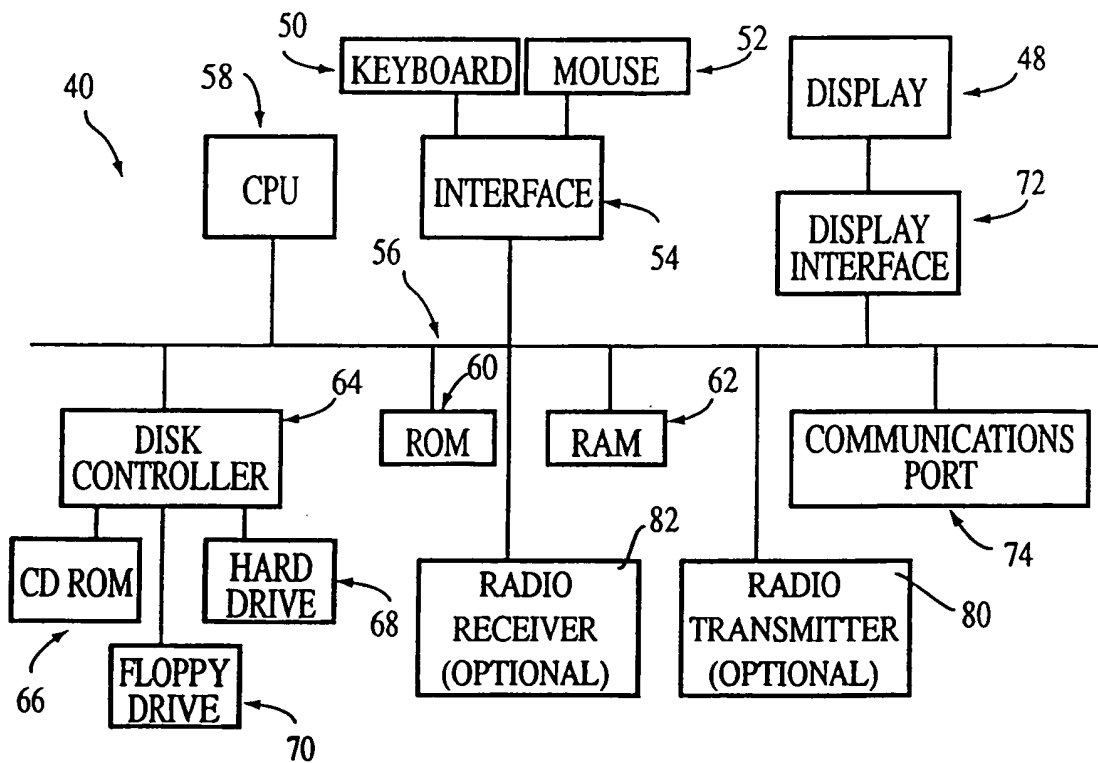 50
KEYBOARD
MOUSE
52
DISPLAY
48
40
58
CPU
INTERFACE
54
DISPLAY
INTERFACE
72
56
64
DISK
CONTROLLER
60
ROM
62
RAM
COMMUNICATIONS
PORT
74
CD ROM
66
HARD
DRIVE
68
FLOPPY
DRIVE
70
82
RADIO
RECEIVER
(OPTIONAL)
RADIO
TRANSMITTER
(OPTIONAL)
80